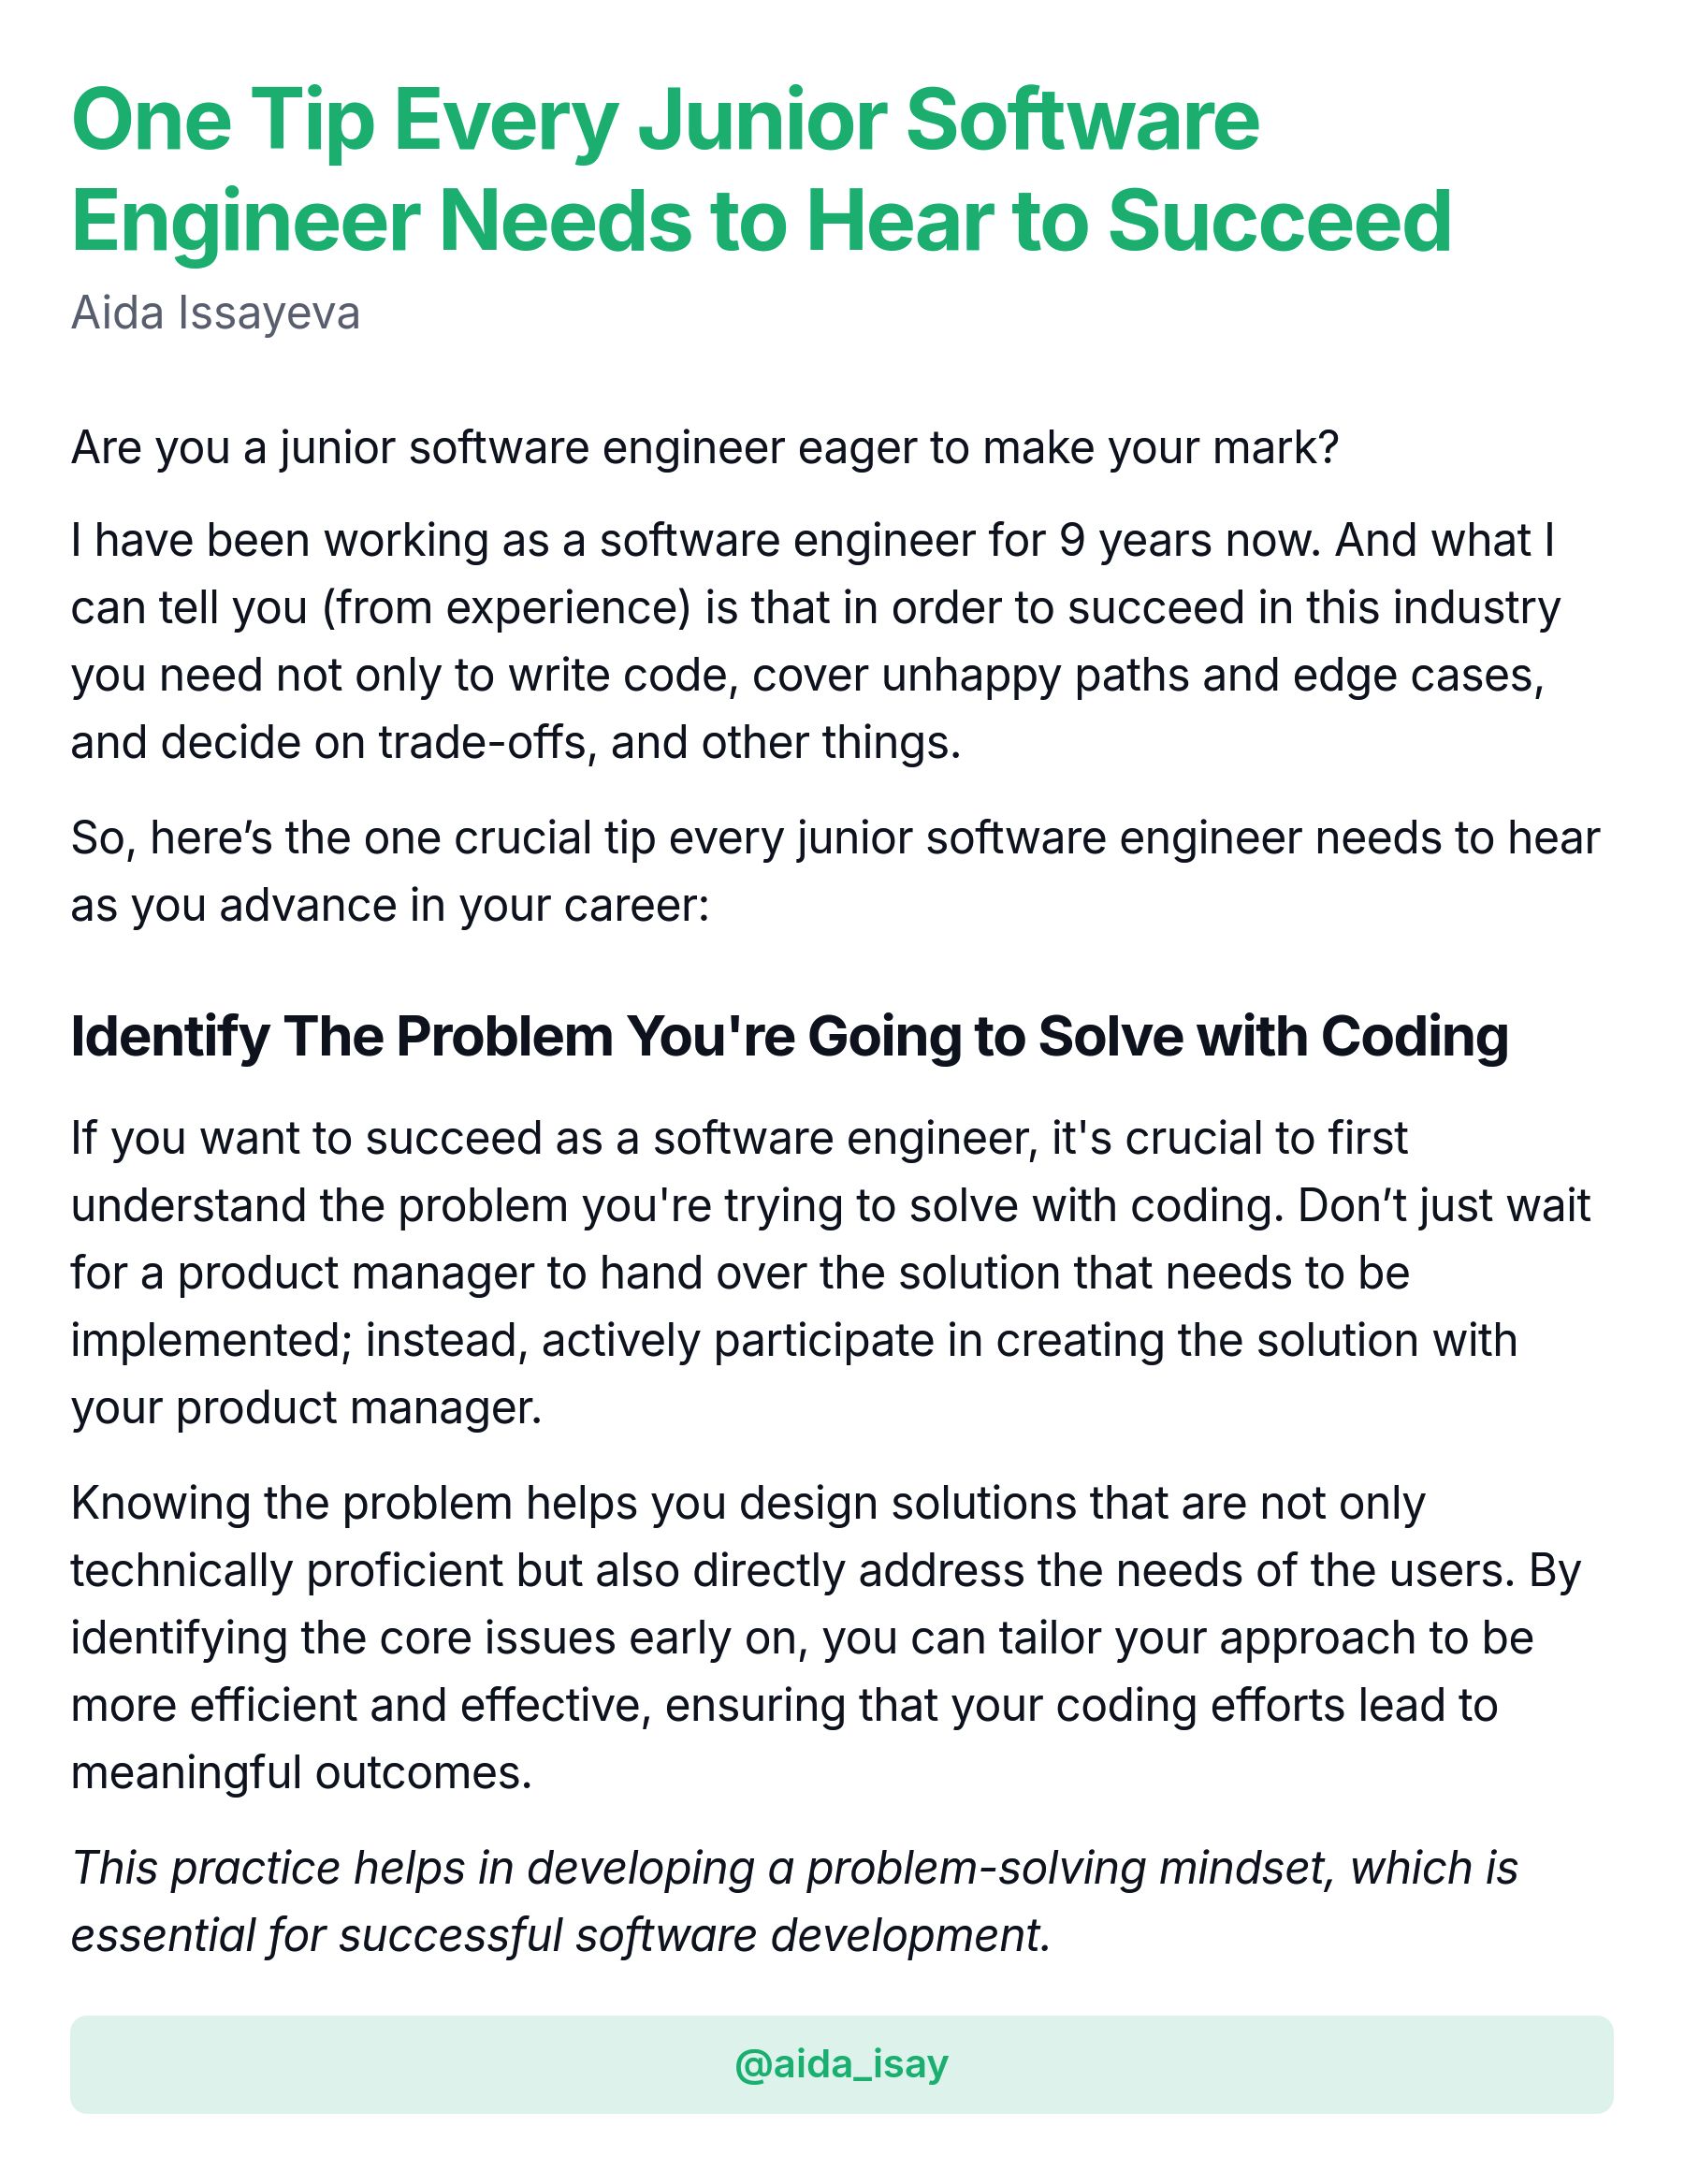 One Tip Every Junior Software
Engineer Needs to Hear to Succeed
Aida Issayeva
Are you a junior software engineer eager to make your mark?
I have been working as a software engineer for 9 years now. And what I
can tell you (from experience) is that in order to succeed in this industry
you need not only to write code, cover unhappy paths and edge cases,
and decide on trade-offs, and other things.
So, here’s the one crucial tip every junior software engineer needs to hear
as you advance in your career:
Identify The Problem You're Going to Solve with Coding
If you want to succeed as a software engineer, it's crucial to first
understand the problem you're trying to solve with coding. Don’t just wait
for a product manager to hand over the solution that needs to be
implemented; instead, actively participate in creating the solution with
your product manager.
Knowing the problem helps you design solutions that are not only
technically proficient but also directly address the needs of the users. By
identifying the core issues early on, you can tailor your approach to be
more efficient and effective, ensuring that your coding efforts lead to
meaningful outcomes.
This practice helps in developing a problem-solving mindset, which is
essential for successful software development.
@aida_isay